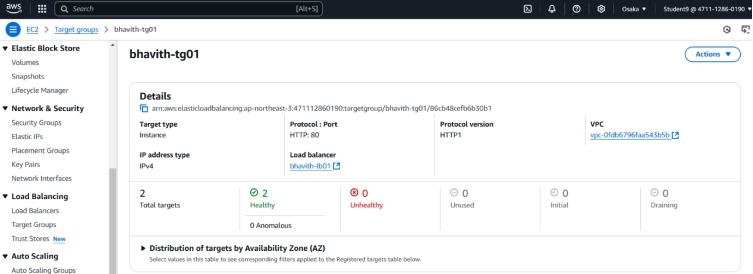 aws
Search
[Alt+S]
Osaka ▼
Student9 @ 4711-1286-0190 ▼
EC2 > Target groups > bhavith-tg01
▼ Elastic Block Store
Volumes
Snapshots
Lifecycle Manager
▼ Network & Security
Security Groups
Elastic IPs
Placement Groups
Key Pairs
Network Interfaces
▼ Load Balancing
Load Balancers
Target Groups
Trust Stores New
▼ Auto Scaling
Auto Scaling Groups
bhavith-tg01
Actions ▼
Details
arn:aws:elasticloadbalancing:ap-northeast-3:471112860190:targetgroup/bhavith-tg01/86cb48cefb6b30b1
Target type
Instance
Protocol : Port
HTTP: 80
Protocol version
HTTP1
VPC
vpc-0fdb6796faa543b5b
IP address type
IPv4
Load balancer
bhavith-lb01
2
Total targets
2
Healthy
0 Anomalous
0
Unhealthy
0
Unused
0
Initial
0
Draining
▶ Distribution of targets by Availability Zone (AZ)
Select values in this table to see corresponding filters applied to the Registered targets table below.